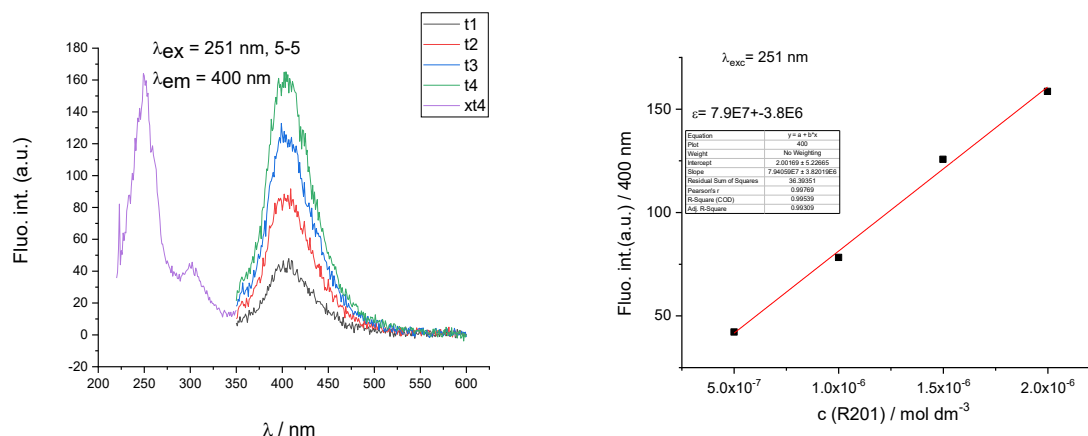 t1
t2
t3
t4
xt4
λex = 251 nm, 5-5
λem = 400 nm
180
160
140
120
100
80
60
40
20
0
-20
Fluo. int. (a.u.)
200 250 300 350 400 450 500 550 600
λ / nm
λexc= 251 nm
ε= 7.9E7+-3.8E6
Equation y = a + b*x
Plot 400
Weight No Weighting
Intercept 2.00169 ± 5.22665
Slope 7.94059E7 ± 3.82019E6
Residual Sum of Squares 36.39351
Pearson's r 0.99769
R-Square (COD) 0.99539
Adj. R-Square 0.99309
150
100
50
Fluo. int.(a.u.) / 400 nm
5.0x10⁻⁷ 1.0x10⁻⁶ 1.5x10⁻⁶ 2.0x10⁻⁶
c (R201) / mol dm⁻³